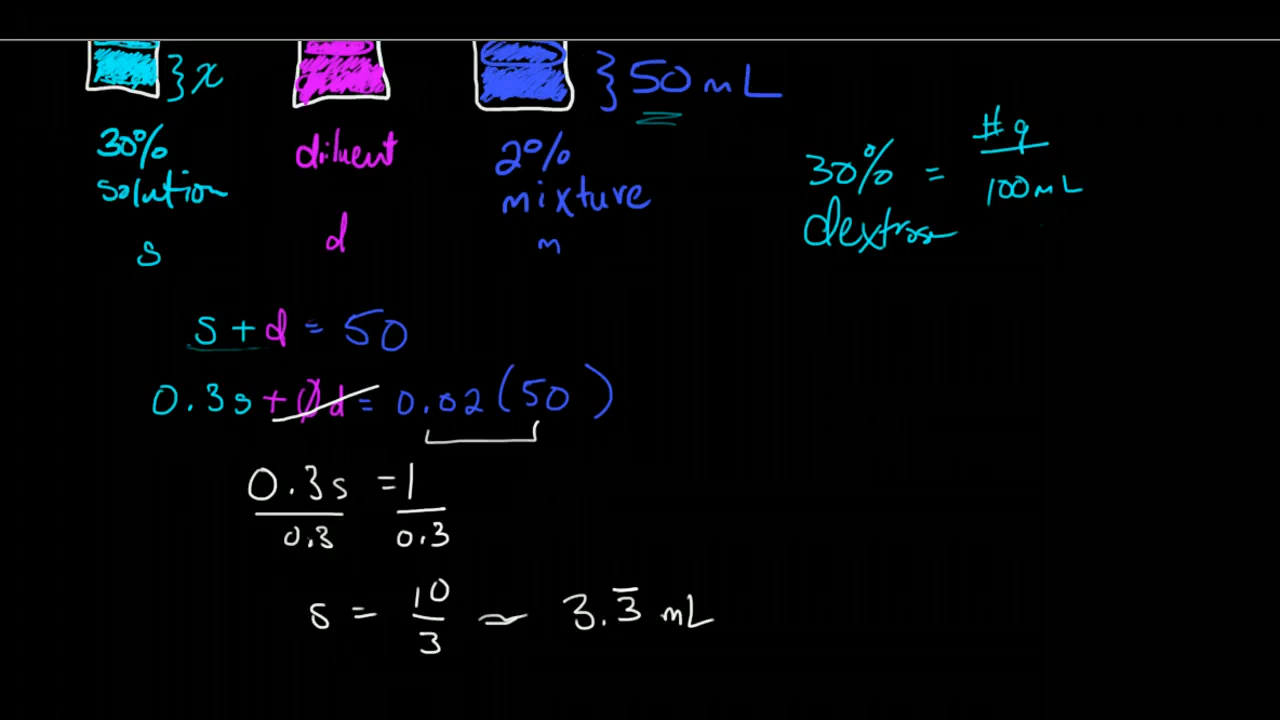 } x
} 50 mL
30% solution
diluent
2% mixture
s
d
m
30% dextrose = # g / 100 mL
s + d = 50
0.3s + 0d = 0.02(50)
0.3s = 1
0.3 0.3
s = 10/3 ≃ 3.3̅ mL